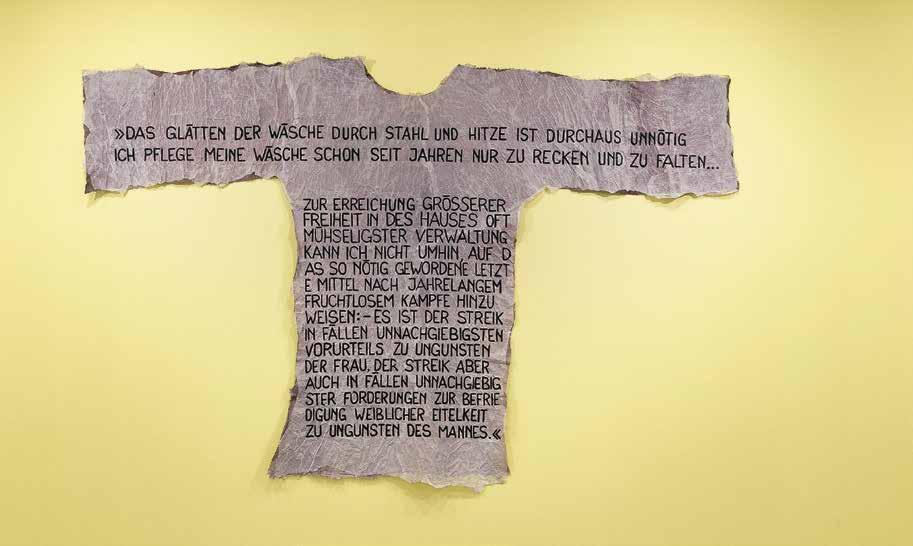 »DAS GLÄTTEN DER WÄSCHE DURCH STAHL UND HITZE IST DURCHAUS UNNÖTIG
ICH PFLEGE MEINE WÄSCHE SCHON SEIT JAHREN NUR ZU RECKEN UND ZU FALTEN...
ZUR ERREICHUNG GRÖSSERER
FREIHEIT IN DES HAUSES OFT
MÜHSELIGSTER VERWALTUNG
KANN ICH NICHT UMHIN, AUF D
AS SO NÖTIG GEWORDENE LETZT
E MITTEL NACH JAHRELANGEM
FRUCHTLOSEM KAMPFE HINZU
WEISEN:–ES IST DER STREIK
IN FÄLLEN UNNACHGIEBIGSTEN
VORURTEILS ZU UNGUNSTEN
DER FRAU, DER STREIK ABER
AUCH IN FÄLLEN UNNACHGIEBIG
STER FORDERUNGEN ZUR BEFRIE
DIGUNG WEIBLICHER EITELKEIT
ZU UNGUNSTEN DES MANNES.«